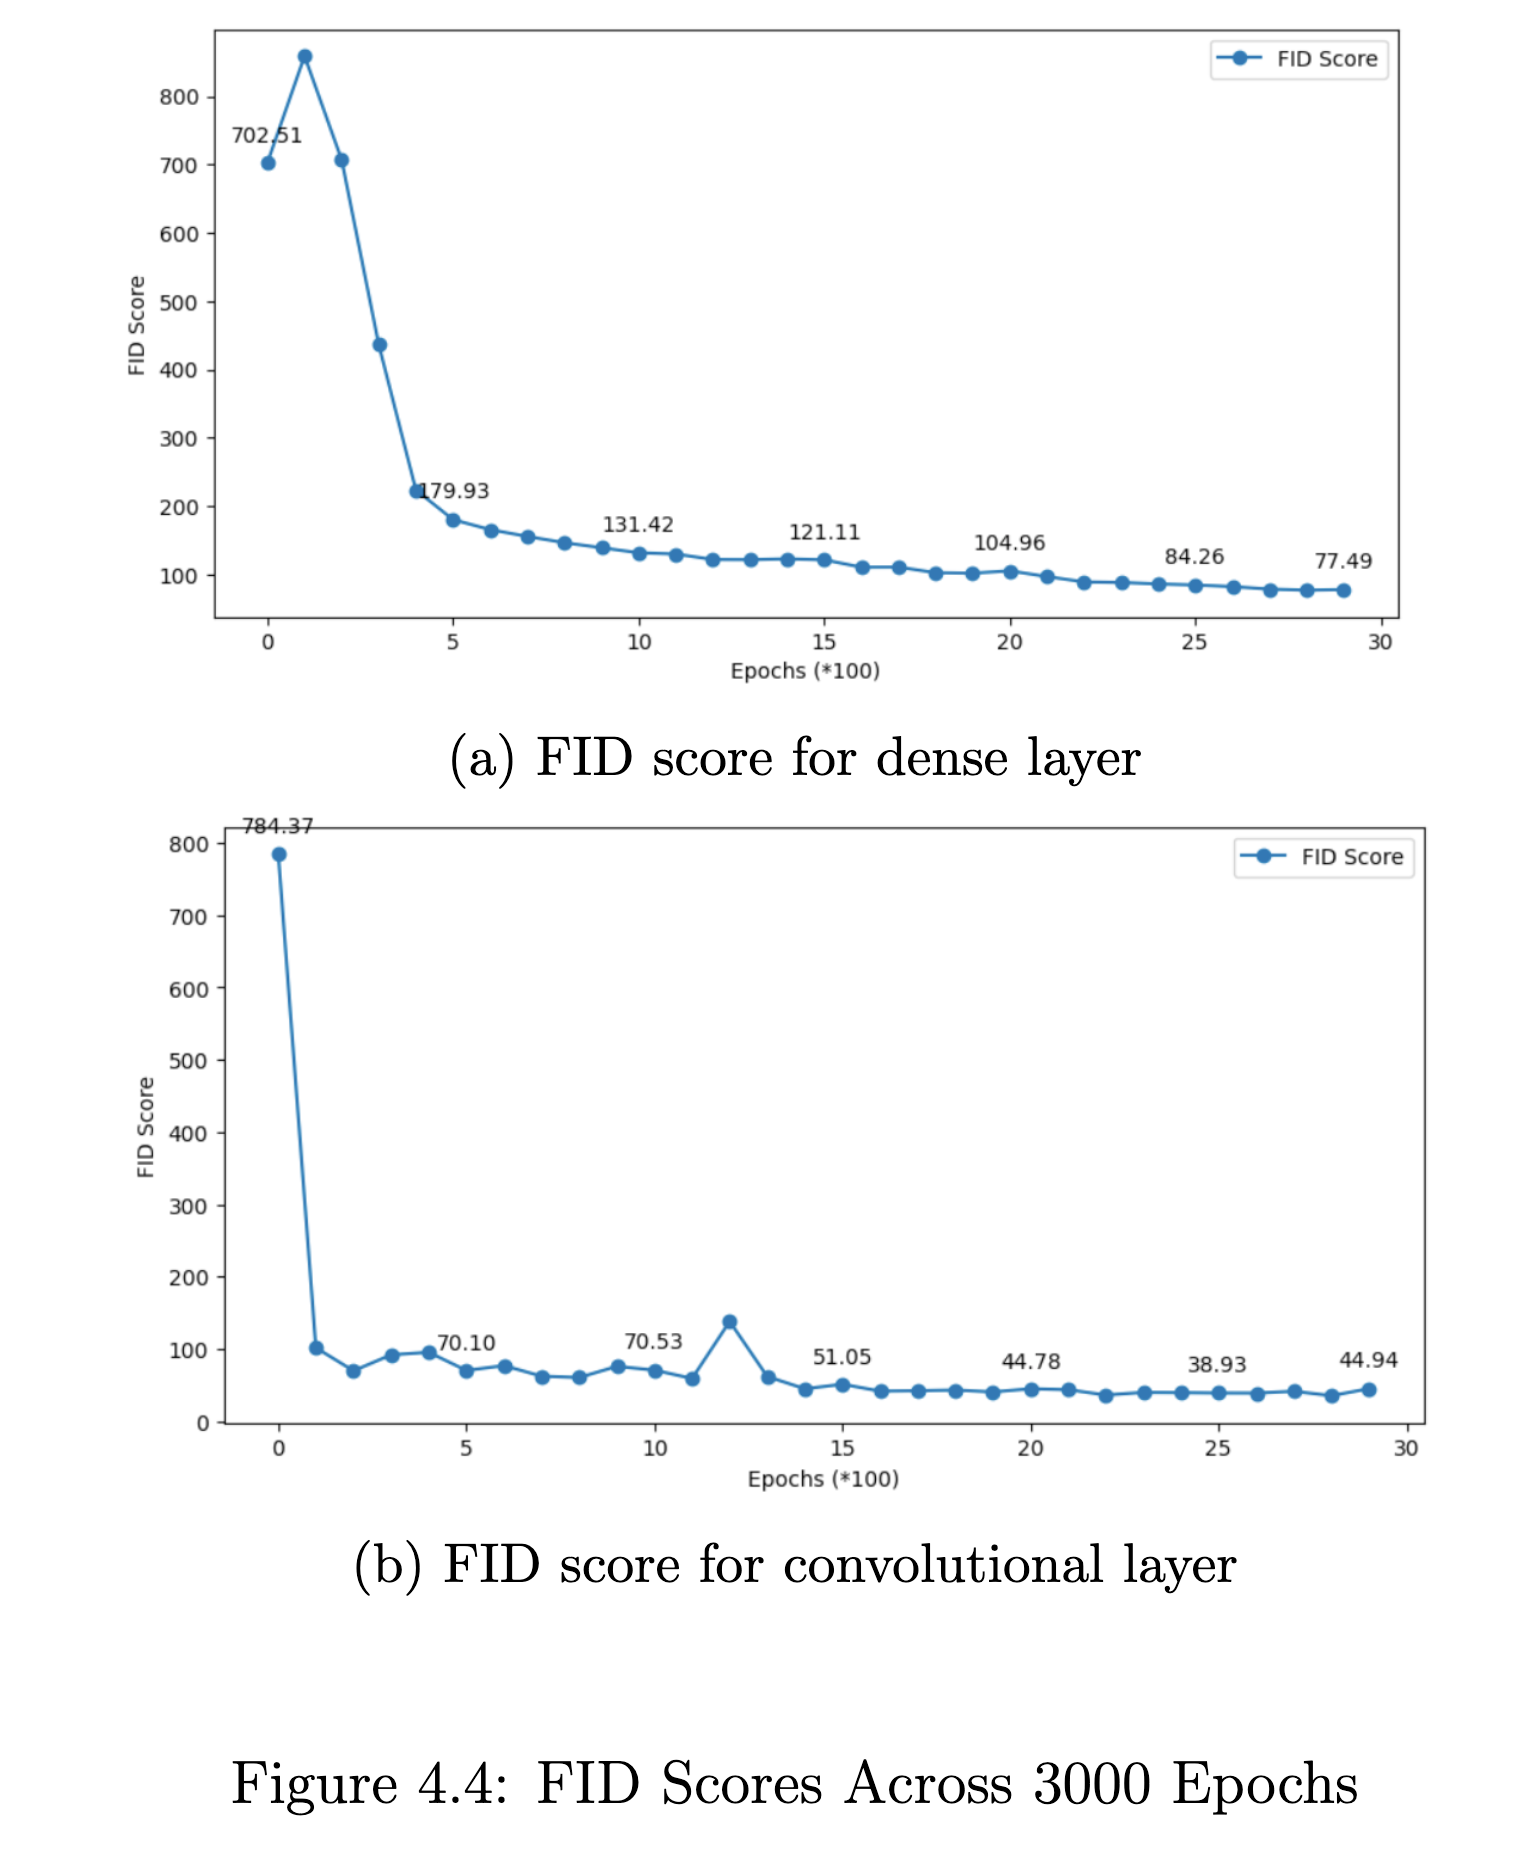 FID Score
800
702.51
700
600
500
400
300
200
100
FID Score
179.93
131.42
121.11
104.96
84.26
77.49
0 5 10 15 20 25 30
Epochs (*100)
(a) FID score for dense layer
784.37
FID Score
800
700
600
500
400
300
200
100
0
FID Score
70.10
70.53
51.05
44.78
38.93
44.94
0 5 10 15 20 25 30
Epochs (*100)
(b) FID score for convolutional layer
Figure 4.4: FID Scores Across 3000 Epochs